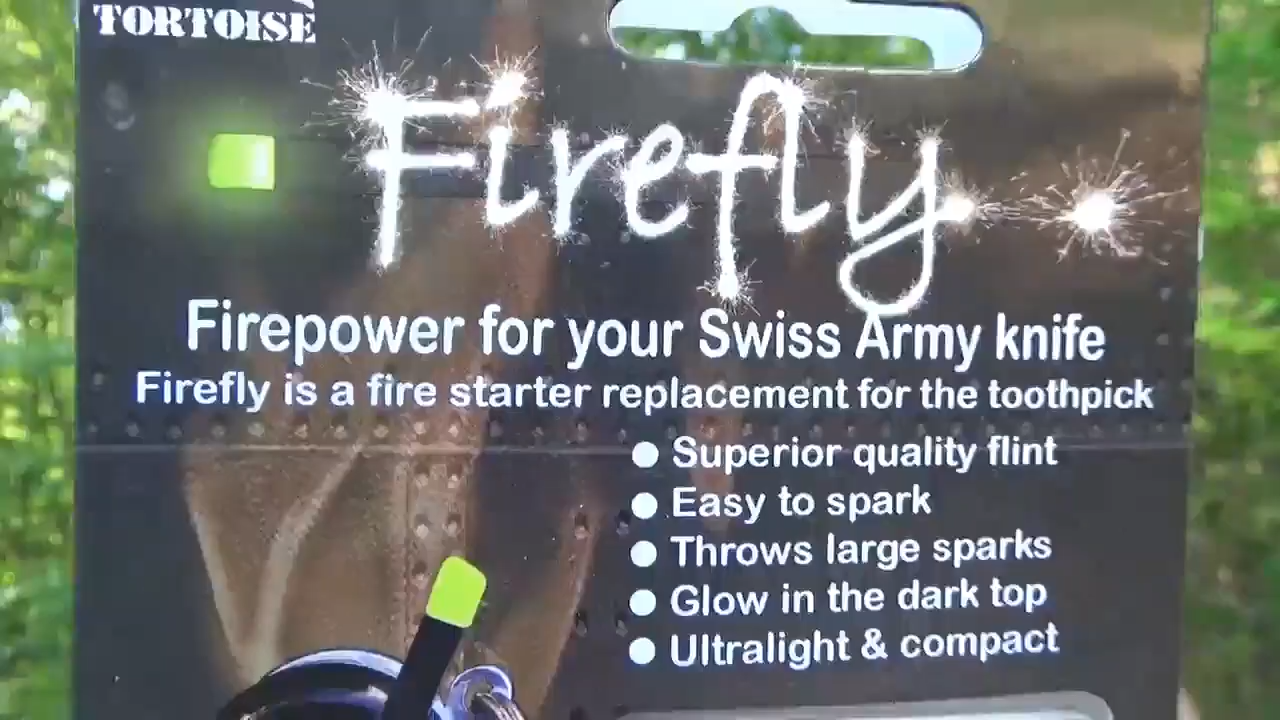 TORTOISE
Firefly
Firepower for your Swiss Army knife
Firefly is a fire starter replacement for the toothpick
● Superior quality flint
● Easy to spark
● Throws large sparks
● Glow in the dark top
● Ultralight & compact